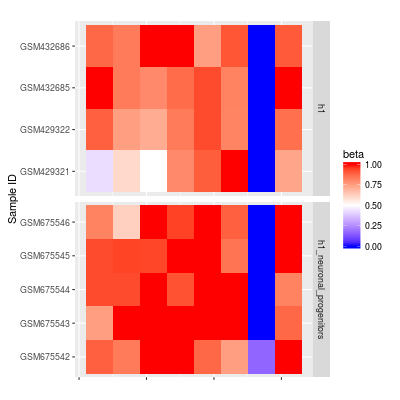 GSM432686
GSM432685
GSM429322
GSM429321
h1
GSM675546
GSM675545
GSM675544
GSM675543
GSM675542
h1_neuronal_progenitors
Sample ID
beta
1.00
0.75
0.50
0.25
0.00